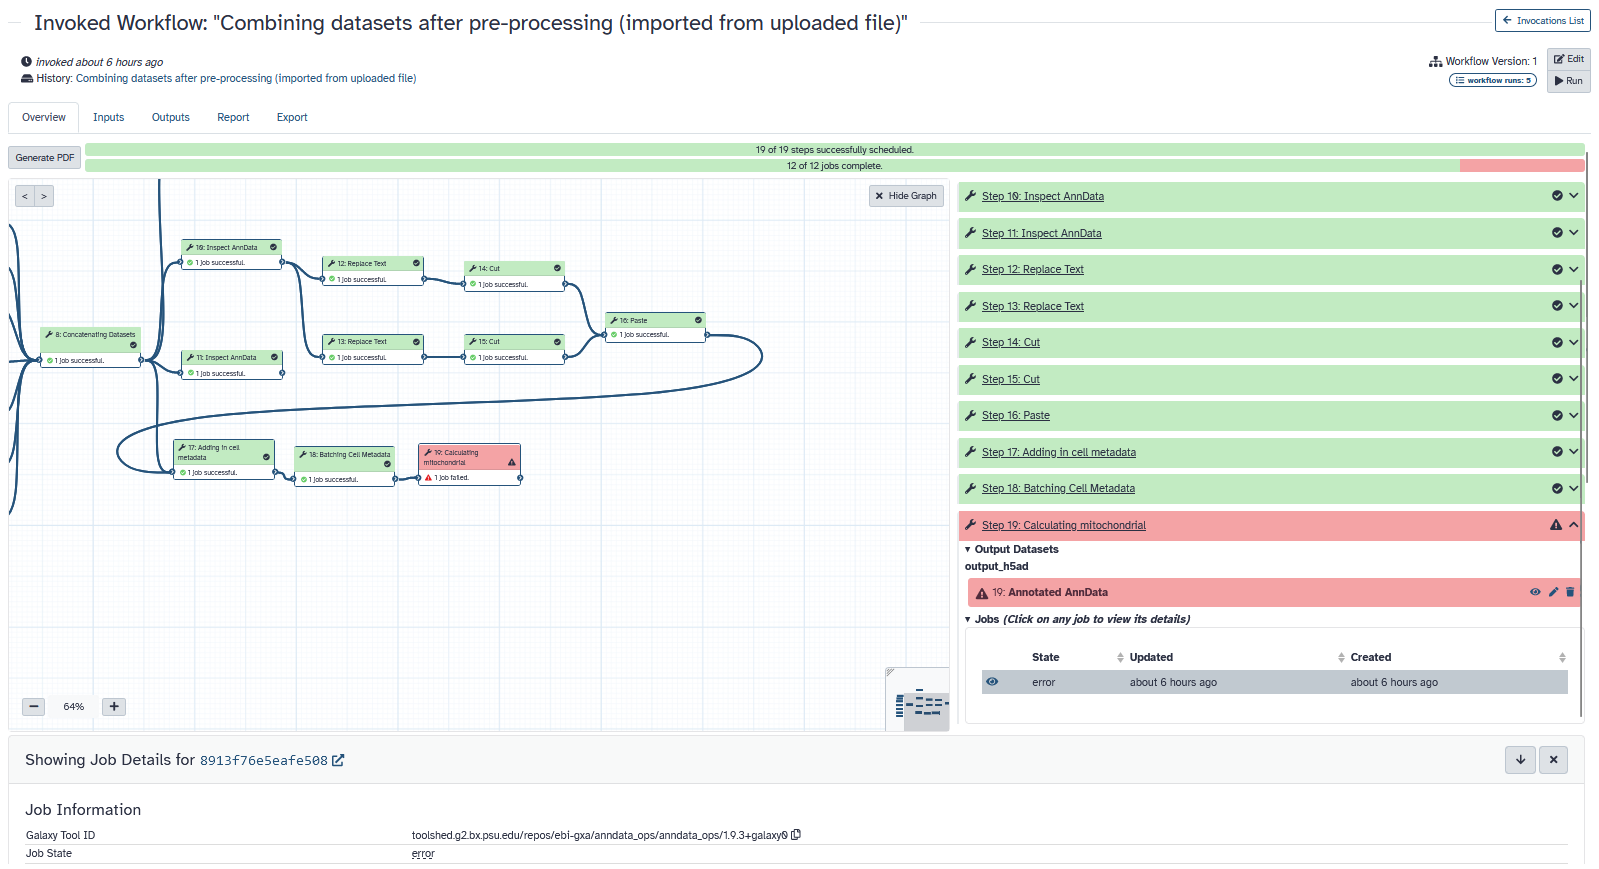 Invoked Workflow: "Combining datasets after pre-processing (imported from uploaded file)"
Invocations List
invoked about 6 hours ago
History: Combining datasets after pre-processing (imported from uploaded file)
Workflow Version: 1
workflow runs: 5
Edit
Run
Overview
Inputs
Outputs
Report
Export
Generate PDF
19 of 19 steps successfully scheduled.
12 of 12 jobs complete.
< >
Hide Graph
10: Inspect AnnData
1 job successful.
12: Replace Text
1 job successful.
14: Cut
1 job successful.
16: Paste
1 job successful.
8: Concatenating Datasets
1 job successful.
13: Replace Text
1 job successful.
15: Cut
1 job successful.
11: Inspect AnnData
1 job successful.
17: Adding in cell
metadata
1 job successful.
18: Batching Cell Metadata
1 job successful.
19: Calculating
mitochondrial
1 job failed.
64%
Step 10: Inspect AnnData
Step 11: Inspect AnnData
Step 12: Replace Text
Step 13: Replace Text
Step 14: Cut
Step 15: Cut
Step 16: Paste
Step 17: Adding in cell metadata
Step 18: Batching Cell Metadata
Step 19: Calculating mitochondrial
Output Datasets
output_h5ad
19: Annotated AnnData
Jobs (Click on any job to view its details)
State Updated Created
error about 6 hours ago about 6 hours ago
Showing Job Details for 8913f76e5eafe508
Job Information
Galaxy Tool ID toolshed.g2.bx.psu.edu/repos/ebi-gxa/anndata_ops/anndata_ops/1.9.3+galaxy0
Job State error